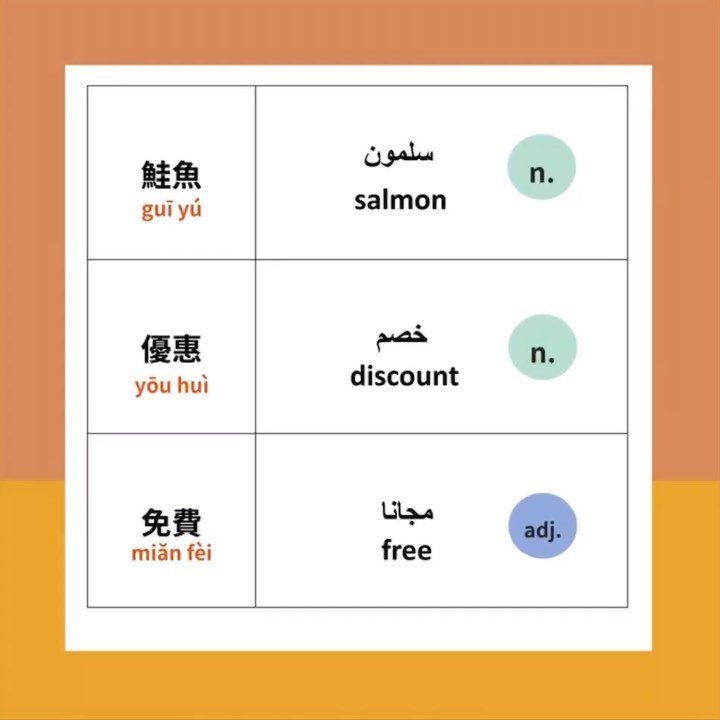 鮭魚
guī yú
سلمون
salmon
n.
優惠
yōu huì
خصم
discount
n.
免費
miǎn fèi
مجانا
free
adj.